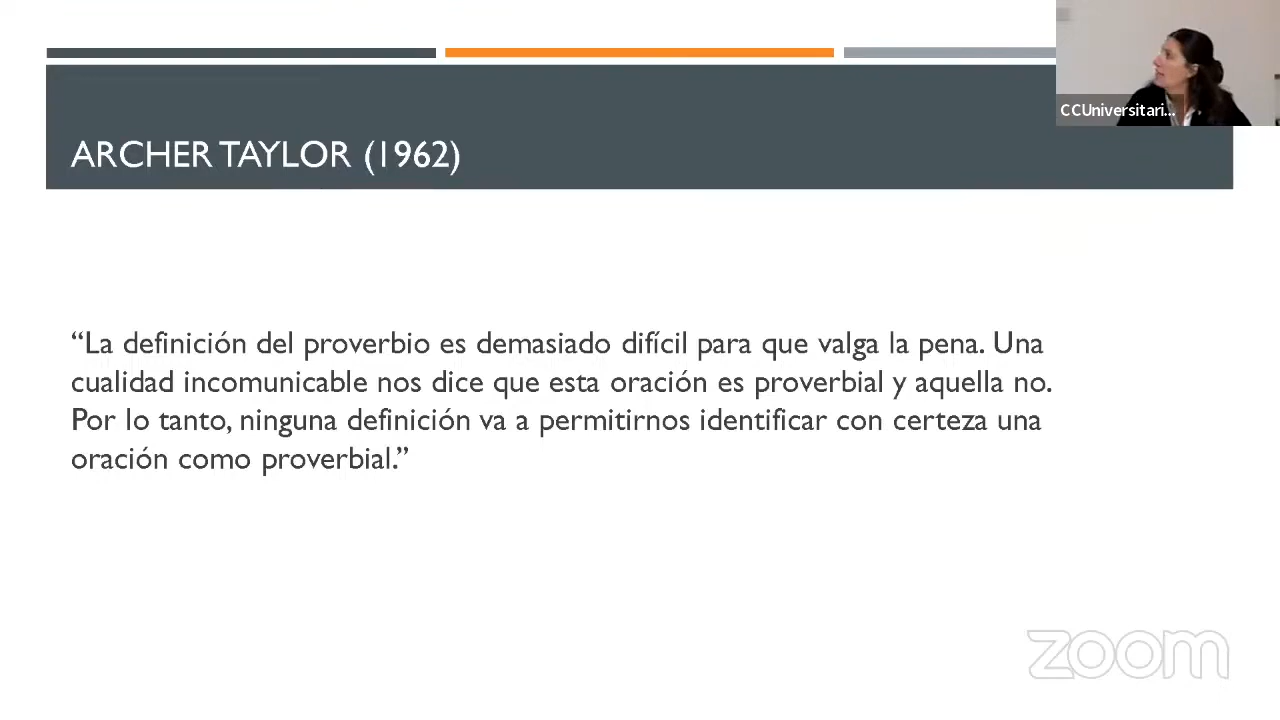 CCUniversitari...
ARCHER TAYLOR (1962)
“La definición del proverbio es demasiado difícil para que valga la pena. Una
cualidad incomunicable nos dice que esta oración es proverbial y aquella no.
Por lo tanto, ninguna definición va a permitirnos identificar con certeza una
oración como proverbial.”
zoom